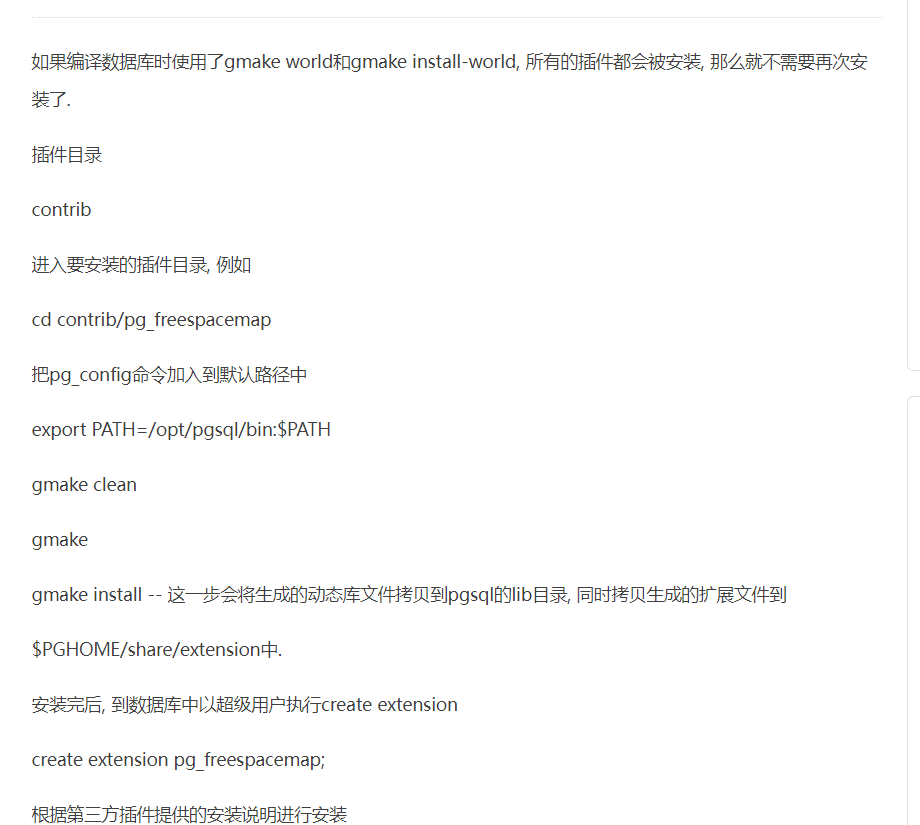 如果编译数据库时使用了gmake world和gmake install-world, 所有的插件都会被安装, 那么就不需要再次安
装了.
插件目录
contrib
进入要安装的插件目录, 例如
cd contrib/pg_freespacemap
把pg_config命令加入到默认路径中
export PATH=/opt/pgsql/bin:$PATH
gmake clean
gmake
gmake install -- 这一步会将生成的动态库文件拷贝到pgsql的lib目录, 同时拷贝生成的扩展文件到
$PGHOME/share/extension中.
安装完后, 到数据库中以超级用户执行create extension
create extension pg_freespacemap;
根据第三方插件提供的安装说明进行安装